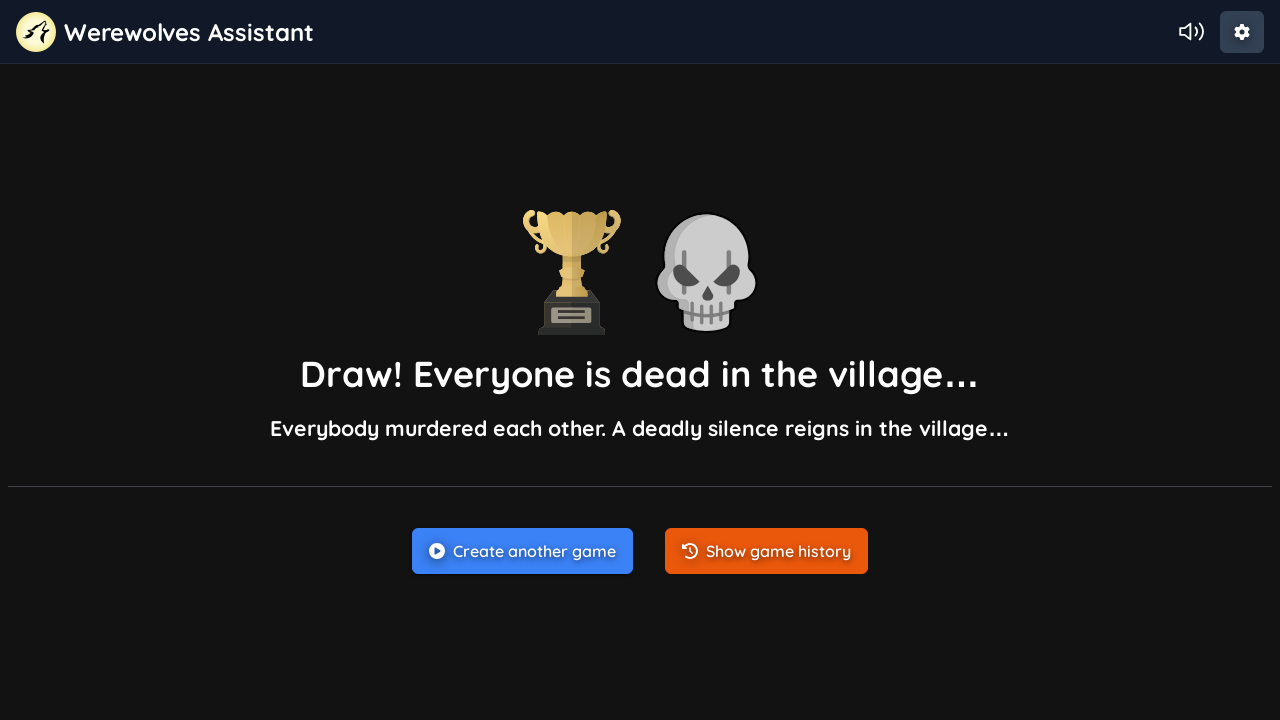 Werewolves Assistant
Draw! Everyone is dead in the village...
Everybody murdered each other. A deadly silence reigns in the village...
Create another game
Show game history